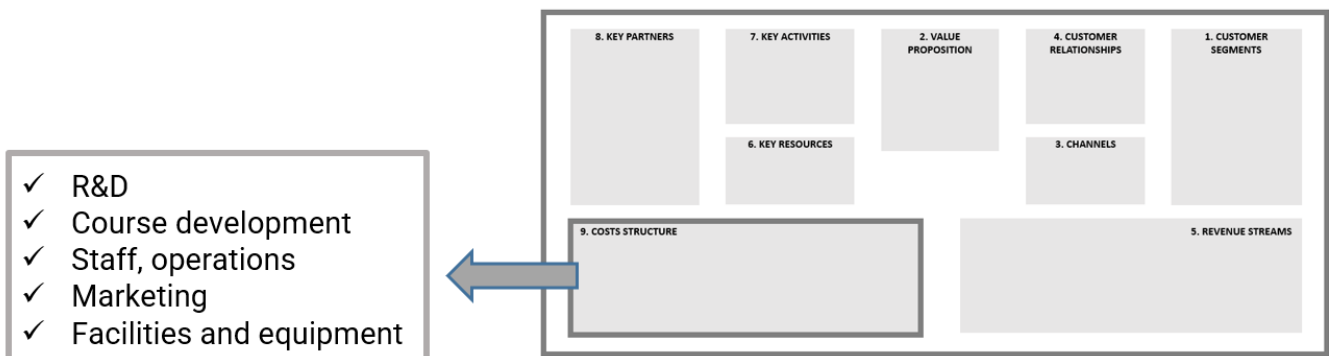 8. KEY PARTNERS
7. KEY ACTIVITIES
2. VALUE
PROPOSITION
4. CUSTOMER
RELATIONSHIPS
1. CUSTOMER
SEGMENTS
6. KEY RESOURCES
3. CHANNELS
9. COSTS STRUCTURE
5. REVENUE STREAMS
✓ R&D
✓ Course development
✓ Staff, operations
✓ Marketing
✓ Facilities and equipment